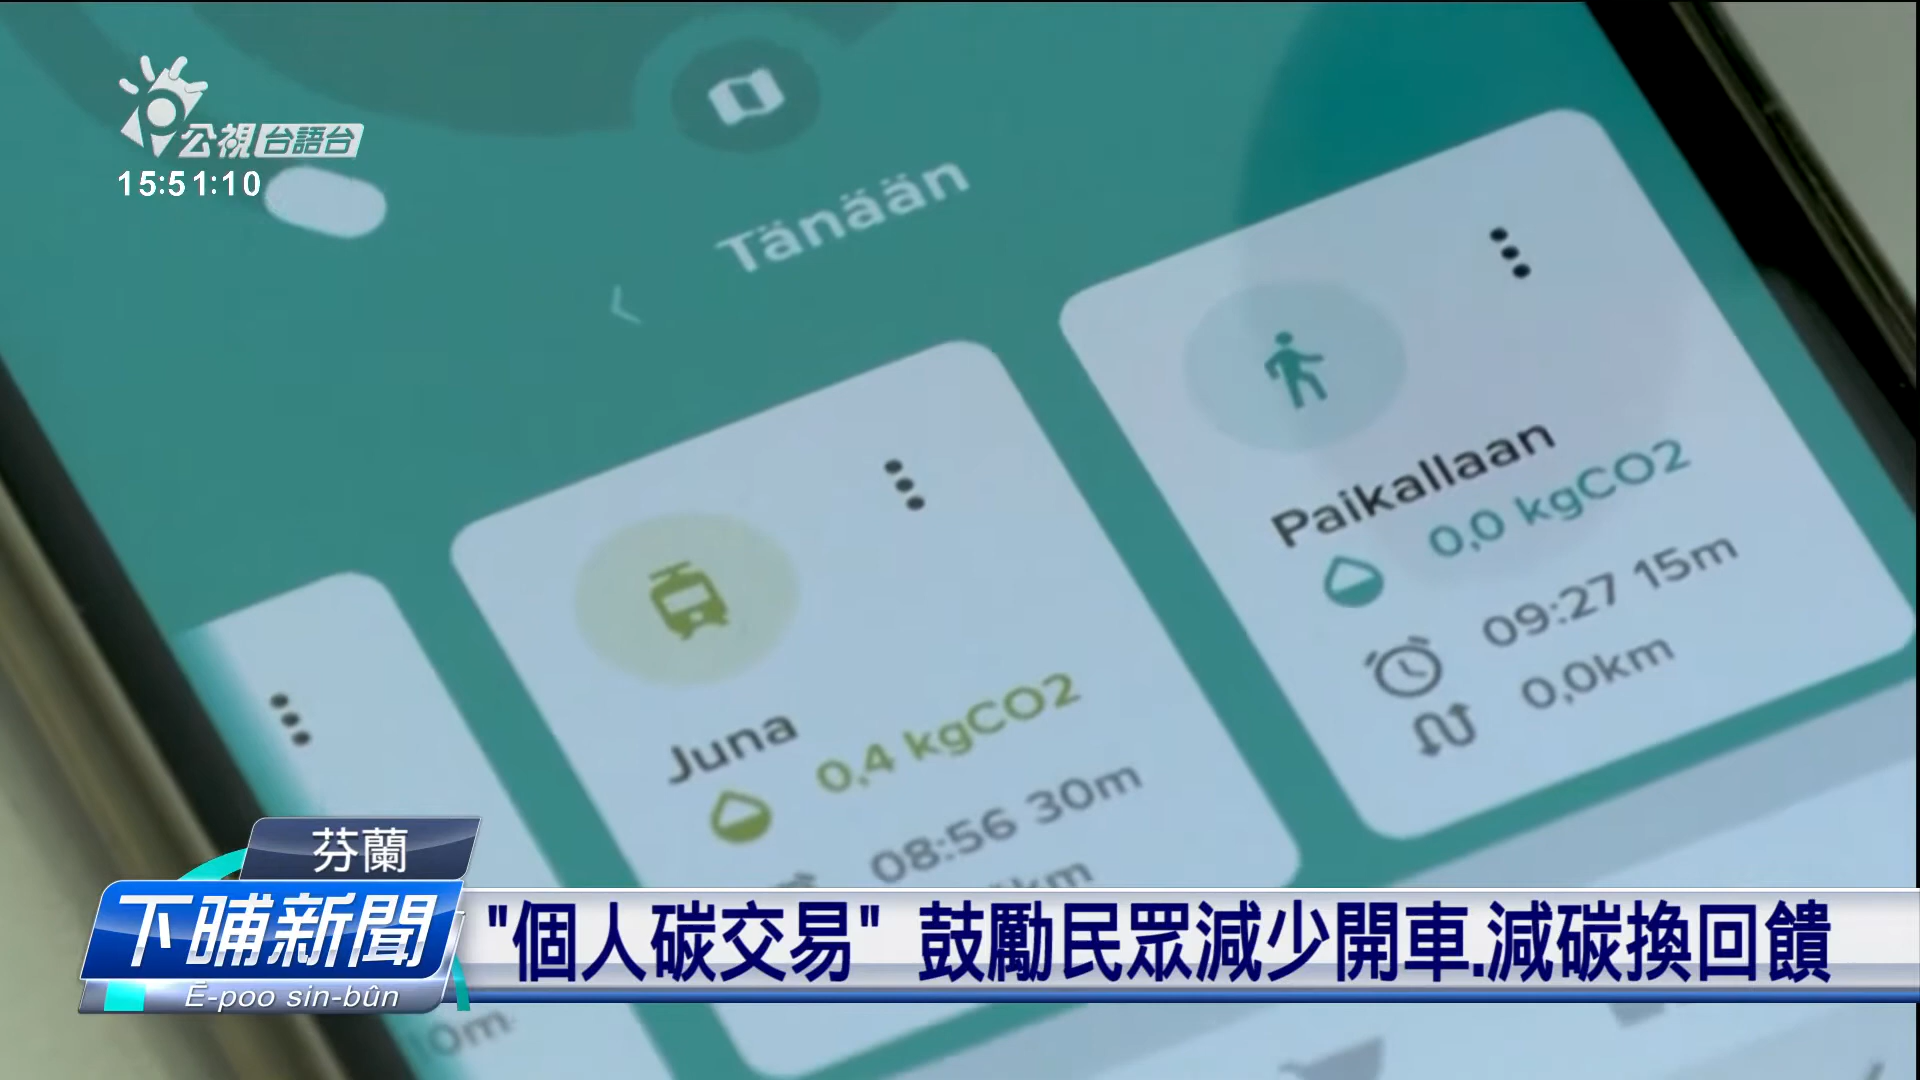 公視台語台
15:51:10
Tänään
Paikallaan
0,0 kgCO2
09:27 15m
0,0km
Juna
0,4 kgCO2
08:56 30m
km
芬蘭
下晡新聞
Ē-poo sin-bûn
"個人碳交易" 鼓勵民眾減少開車.減碳換回饋